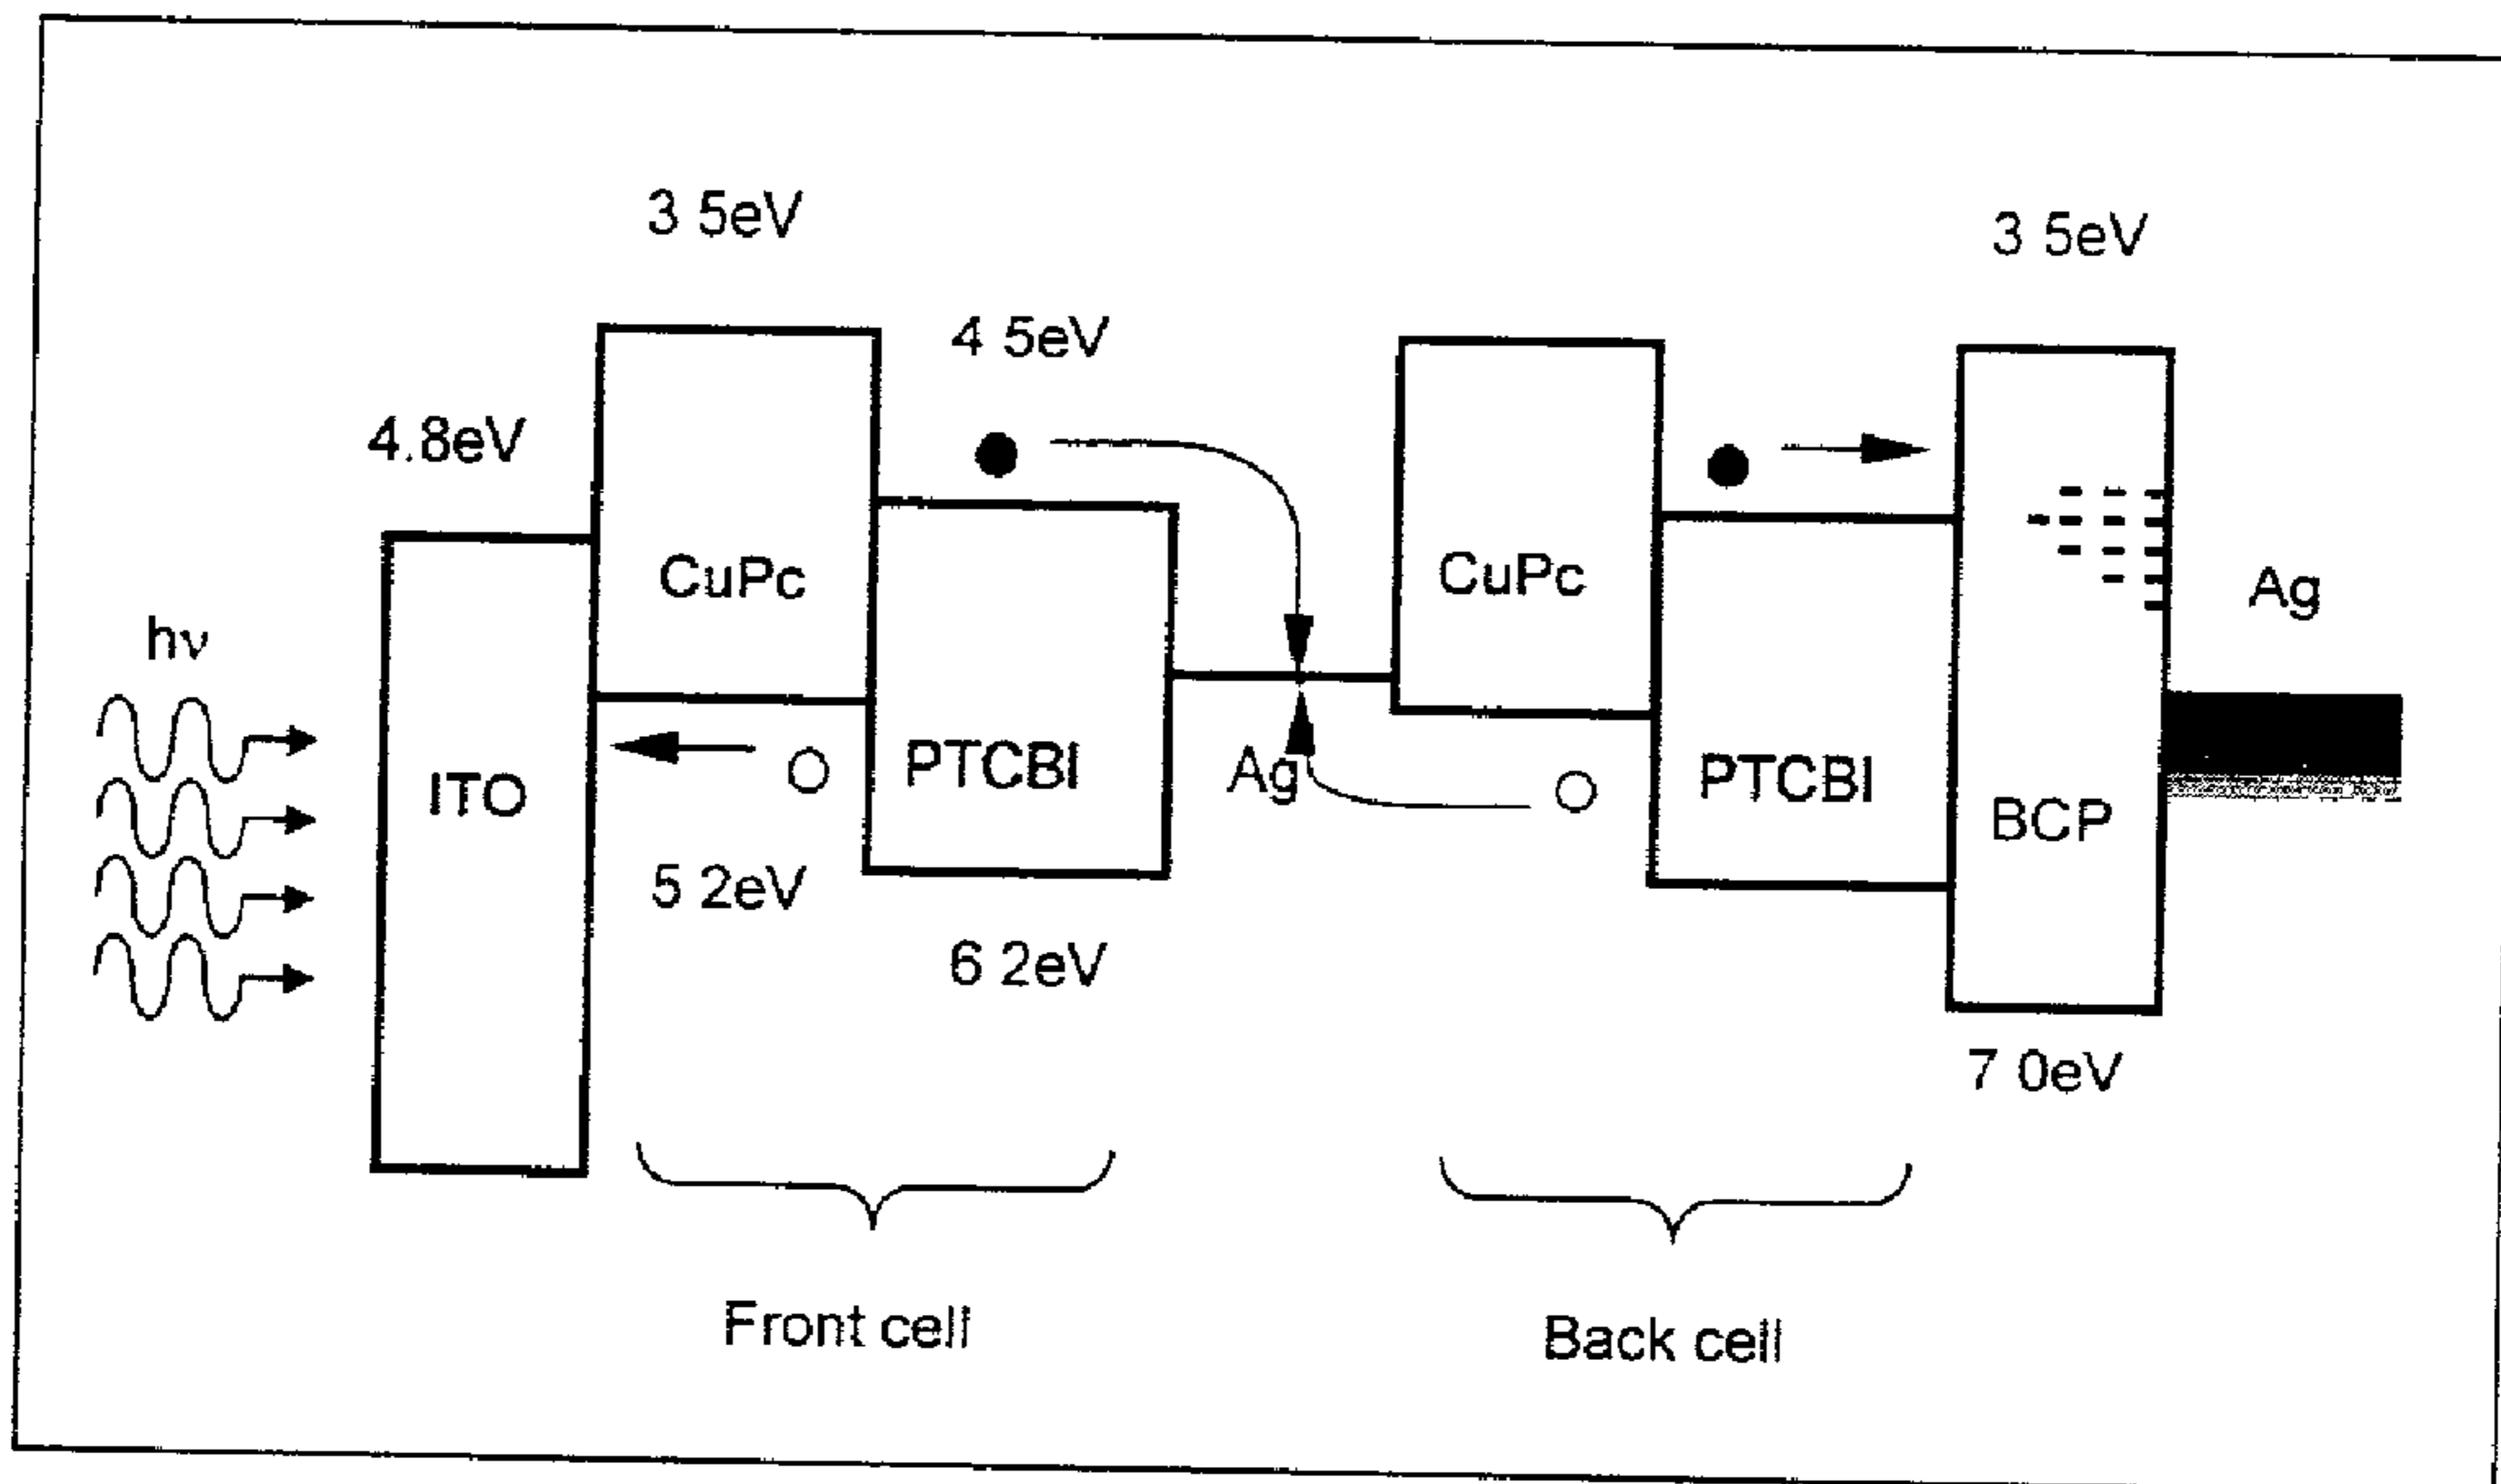 3 5eV
3 5eV
4 5eV
4.8eV
CuPc
CuPc
Ag
hν
ITO
PTCBI
Ag
PTCBI
BCP
5 2eV
6 2eV
7 0eV
Front cell
Back cell